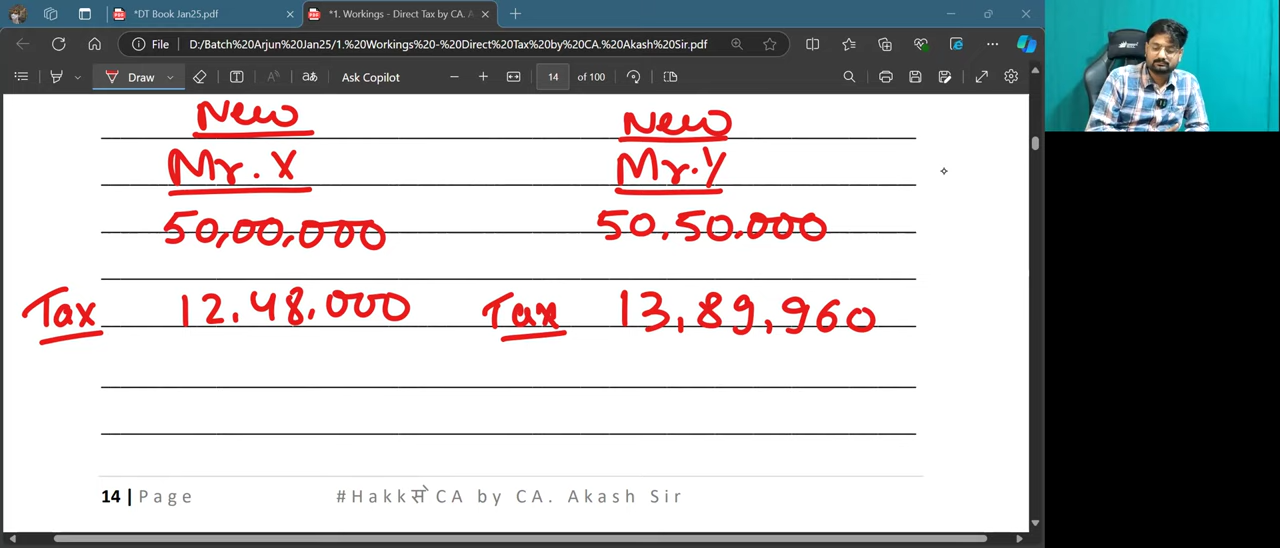 *DT Book Jan25.pdf
*1. Workings - Direct Tax by CA. A
File D:/Batch%20Arjun%20Jan25/1.%20Workings%20-%20Direct%20Tax%20by%20CA.%20Akash%20Sir.pdf
Draw Ask Copilot 14 of 100
New New
Mr. X Mr. Y
50,00,000 50,50,000
Tax 12,48,000 Tax 13,89,960
14 | Page #Hakkसे CA by CA. Akash Sir